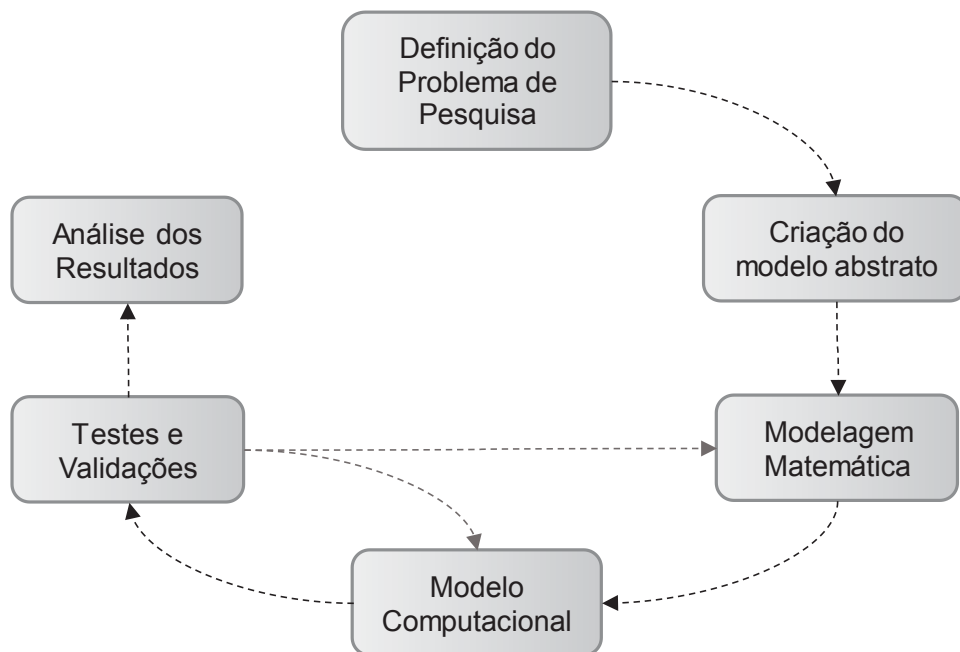 Definição do
Problema de
Pesquisa
Criação do
modelo abstrato
Modelagem
Matemática
Modelo
Computacional
Testes e
Validações
Análise dos
Resultados